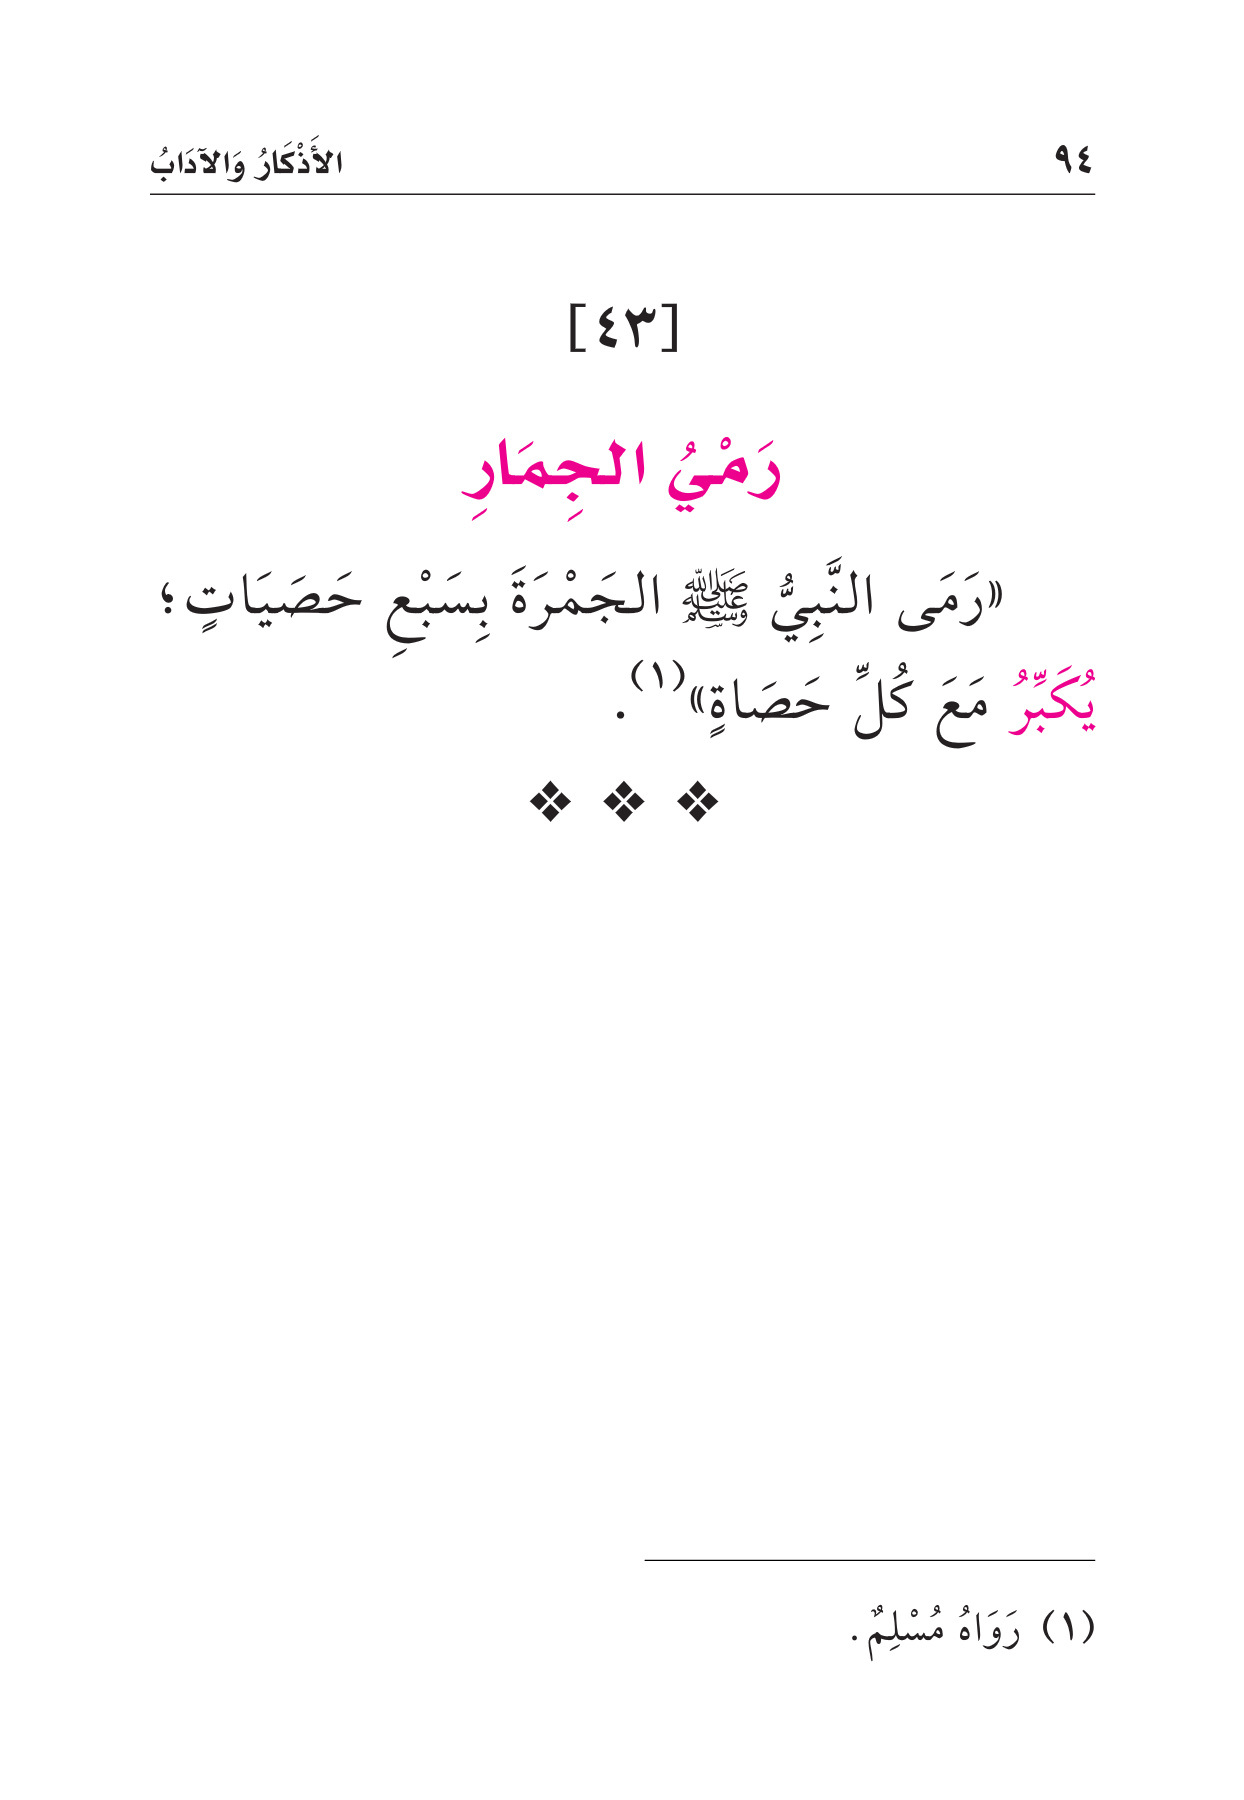 ٩٤ الأَذْكَارُ وَالآدَابُ
[٤٣]
رَمْيُ الجِمَارِ
«رَمَى النَّبِيُّ ﷺ الجَمْرَةَ بِسَبْعِ حَصَيَاتٍ؛
يُكَبِّرُ مَعَ كُلِّ حَصَاةٍ»(١).
(١) رَوَاهُ مُسْلِمٌ.